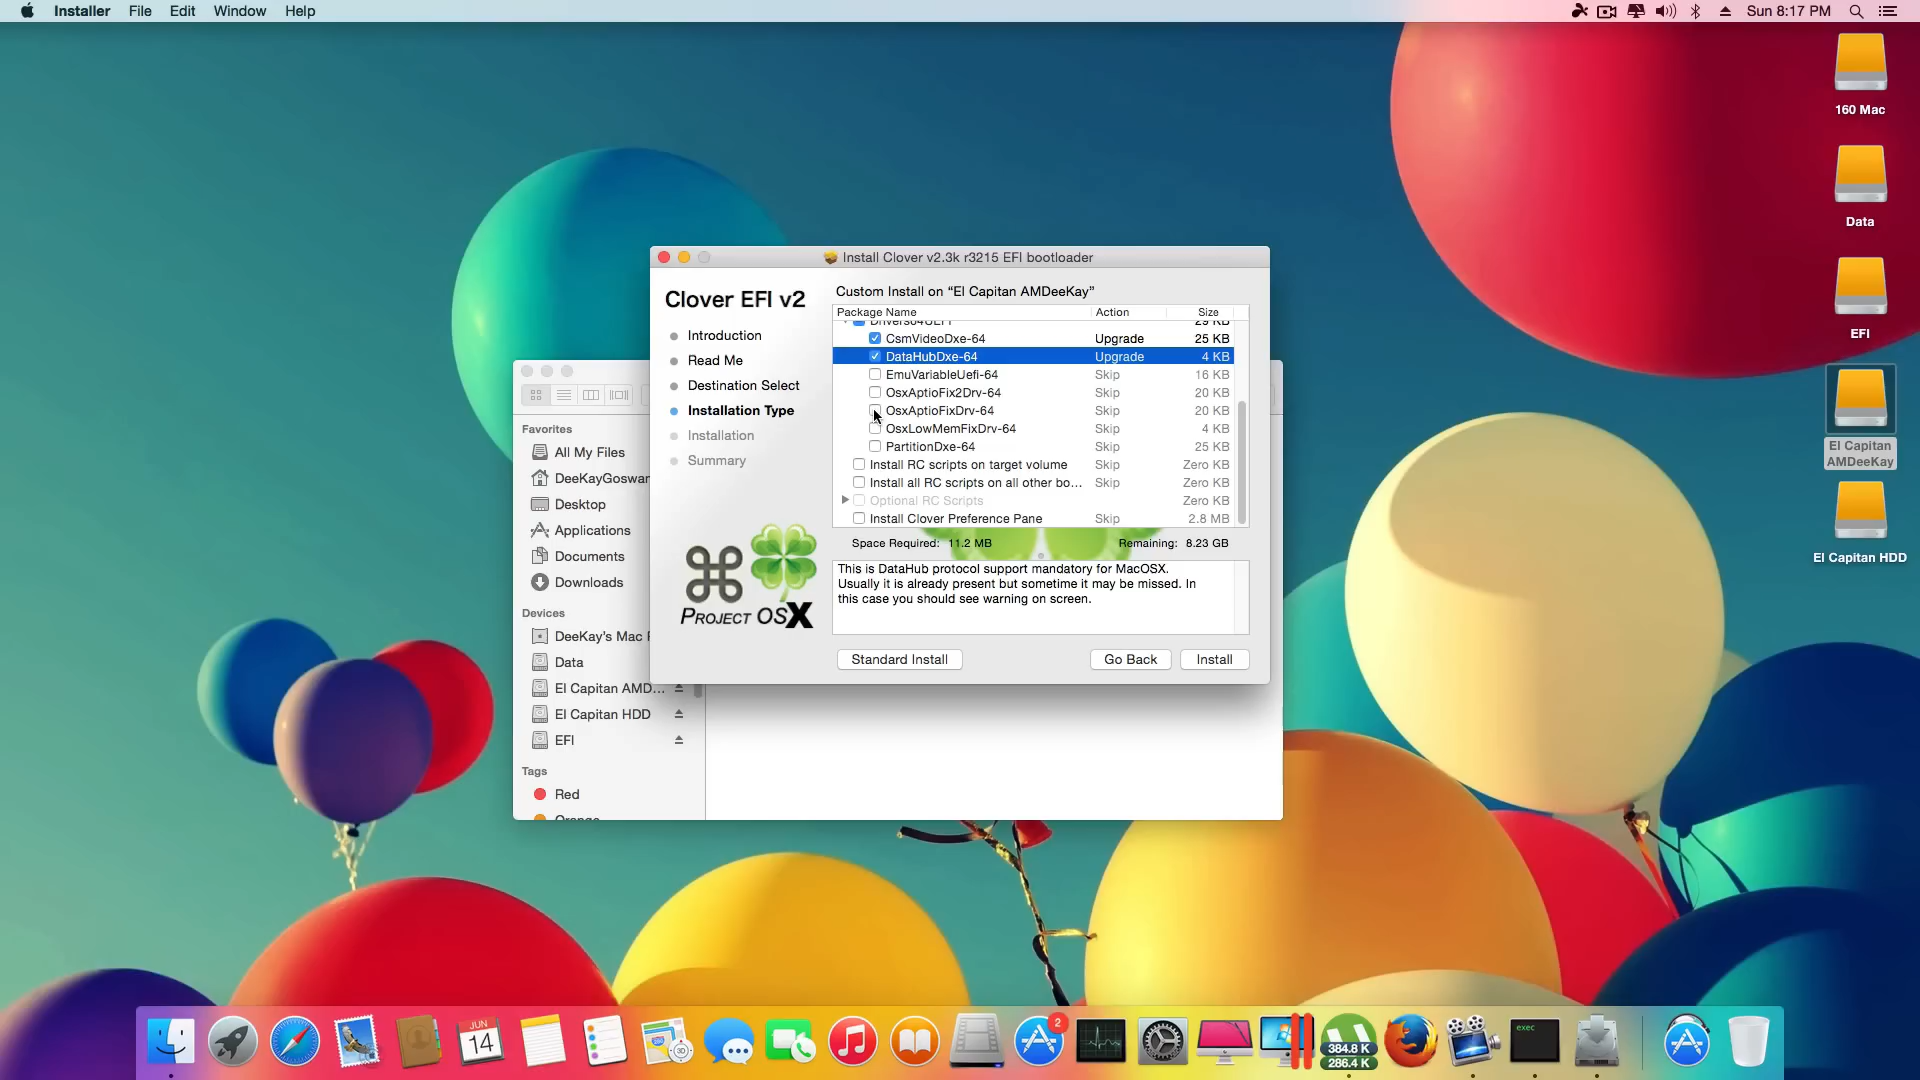 Installer File Edit Window Help
Sun 8:17 PM
160 Mac
Data
EFI
El Capitan
AMDeeKay
El Capitan HDD
Favorites
All My Files
DeeKayGoswar
Desktop
Applications
Documents
Downloads
Devices
DeeKay's Mac
Data
El Capitan AMD...
El Capitan HDD
EFI
Tags
Red
Orange
Install Clover v2.3k r3215 EFI bootloader
Clover EFI v2
Introduction
Read Me
Destination Select
Installation Type
Installation
Summary
PROJECT OSX
Custom Install on “El Capitan AMDeeKay”
Package Name Action Size
Drivers64UEFI 29 KB
CsmVideoDxe-64 Upgrade 25 KB
DataHubDxe-64 Upgrade 4 KB
EmuVariableUefi-64 Skip 16 KB
OsxAptioFix2Drv-64 Skip 20 KB
OsxAptioFixDrv-64 Skip 20 KB
OsxLowMemFixDrv-64 Skip 4 KB
PartitionDxe-64 Skip 25 KB
Install RC scripts on target volume Skip Zero KB
Install all RC scripts on all other bo... Skip Zero KB
Optional RC Scripts Zero KB
Install Clover Preference Pane Skip 2.8 MB
Space Required: 11.2 MB Remaining: 8.23 GB
This is DataHub protocol support mandatory for MacOSX.
Usually it is already present but sometime it may be missed. In
this case you should see warning on screen.
Standard Install Go Back Install
JUN
14
2
384.8 K
286.4 K
exec